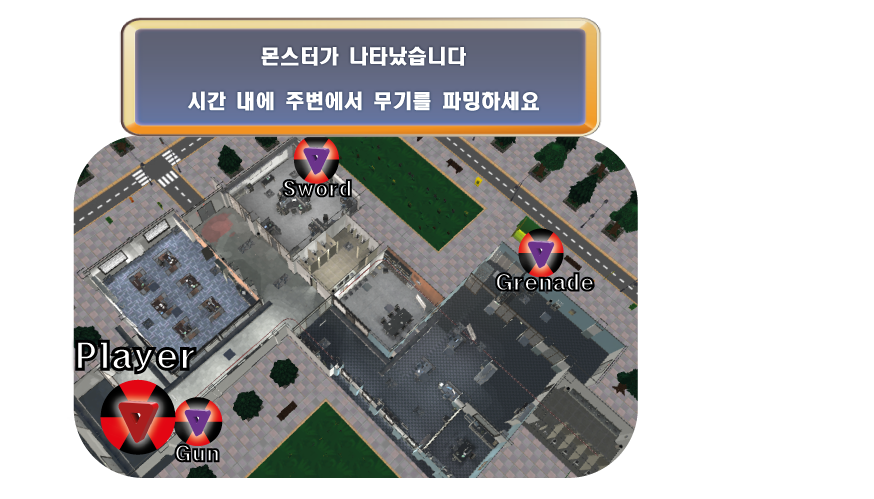 몬스터가 나타났습니다
시간 내에 주변에서 무기를 파밍하세요
Sword
Grenade
Player
Gun